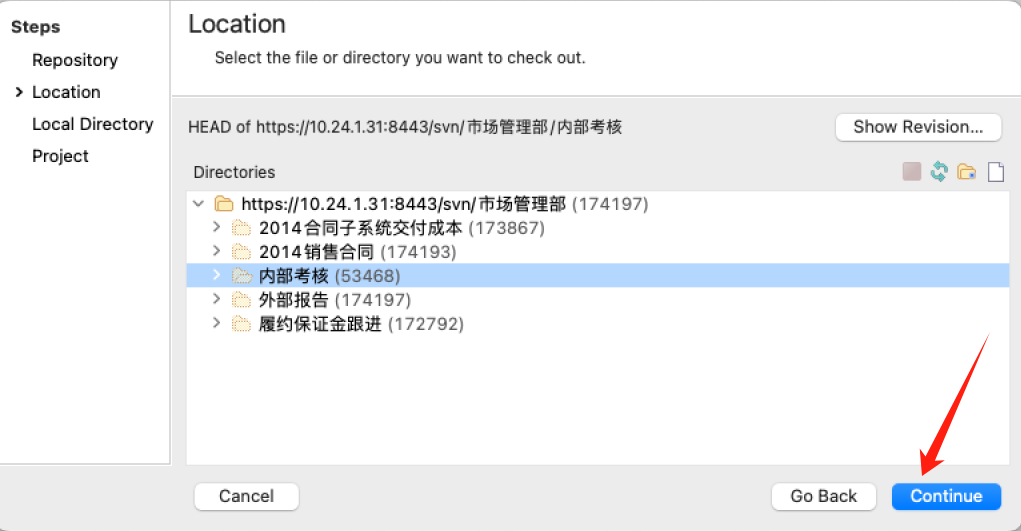 Steps
Repository
Location
Local Directory
Project
Location
Select the file or directory you want to check out.
HEAD of https://10.24.1.31:8443/svn/市场管理部/内部考核
Show Revision...
Directories
https://10.24.1.31:8443/svn/市场管理部 (174197)
2014合同子系统交付成本 (173867)
2014销售合同 (174193)
内部考核 (53468)
外部报告 (174197)
履约保证金跟进 (172792)
Cancel
Go Back
Continue